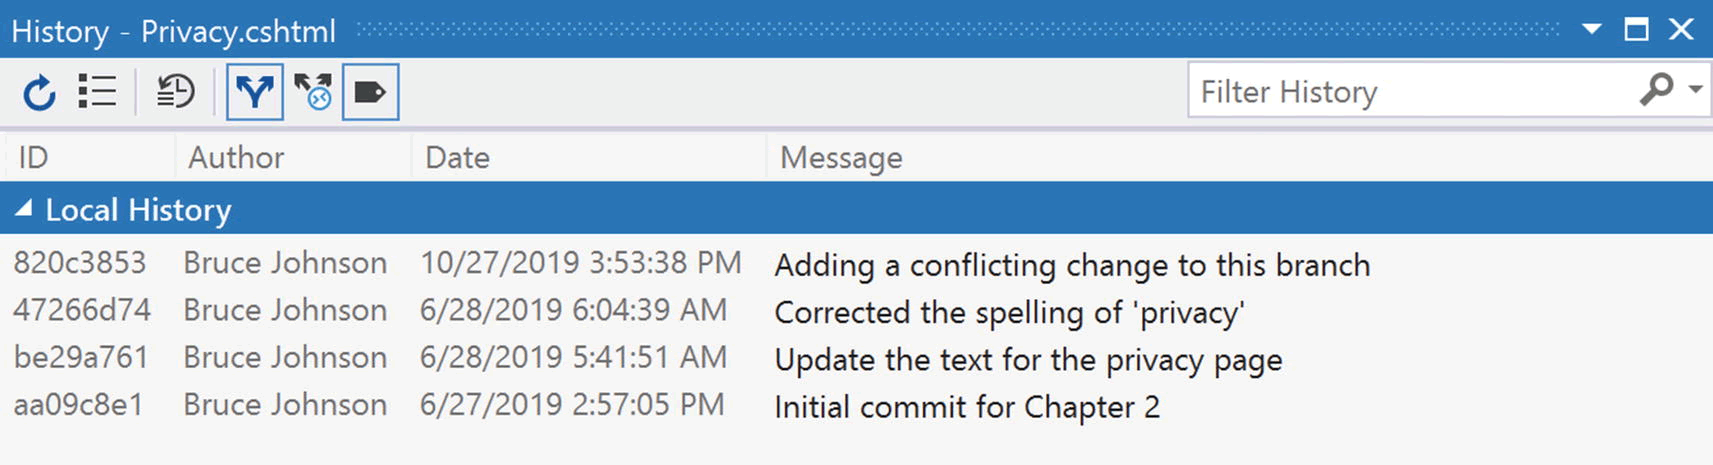 History - Privacy.cshtml
Filter History
ID Author Date Message
Local History
820c3853 Bruce Johnson 10/27/2019 3:53:38 PM Adding a conflicting change to this branch
47266d74 Bruce Johnson 6/28/2019 6:04:39 AM Corrected the spelling of 'privacy'
be29a761 Bruce Johnson 6/28/2019 5:41:51 AM Update the text for the privacy page
aa09c8e1 Bruce Johnson 6/27/2019 2:57:05 PM Initial commit for Chapter 2